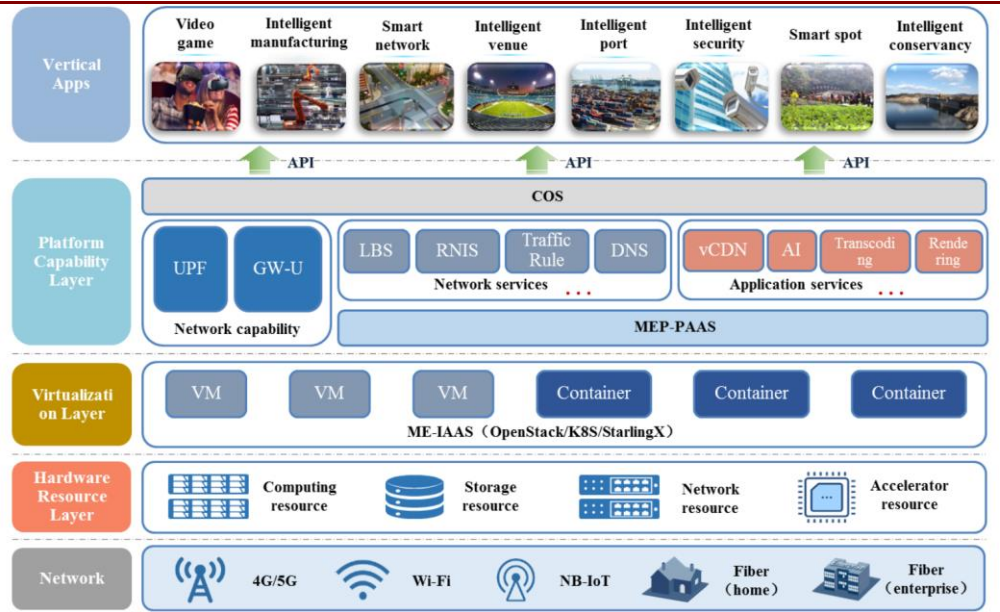 Vertical
Apps
Video
game
Intelligent
manufacturing
Smart
network
Intelligent
venue
Intelligent
port
Intelligent
security
Smart spot
Intelligent
conservancy
API
API
API
Platform
Capability
Layer
COS
UPF
GW-U
Network capability
LBS
RNIS
Traffic
Rule
DNS
Network services
...
vCDN
AI
Transcodi
ng
Rende
ring
Application services
...
MEP-PAAS
Virtualizati
on Layer
VM
VM
VM
Container
Container
Container
ME-IAAS（OpenStack/K8S/StarlingX）
Hardware
Resource
Layer
Computing
resource
Storage
resource
Network
resource
...
Accelerator
resource
Network
4G/5G
Wi-Fi
NB-IoT
Fiber
（home）
Fiber
（enterprise）